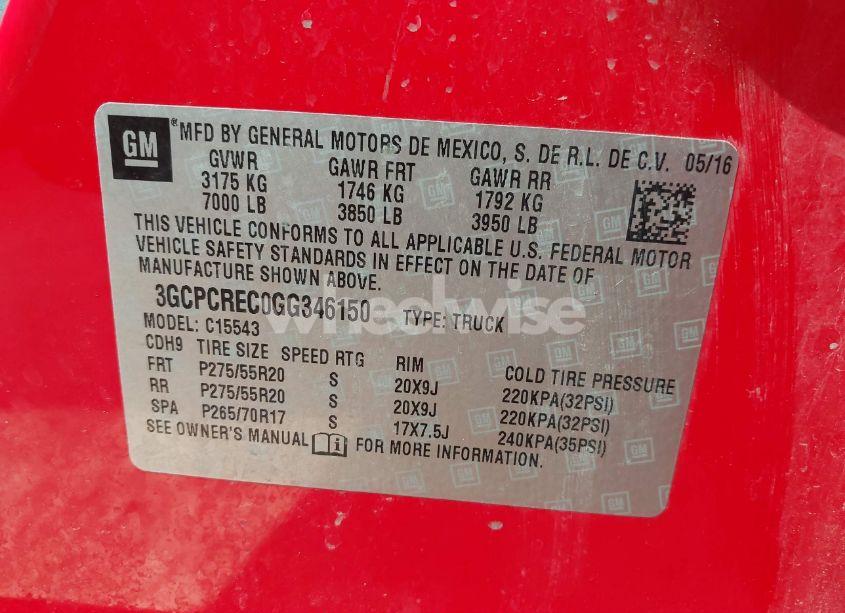 GM
®MFD BY GENERAL MOTORS DE MEXICO, S. DE R.L. DE C.V. 05/16
GVWR GAWR FRT GAWR RR
3175 KG 1746 KG 1792 KG
7000 LB 3850 LB 3950 LB
THIS VEHICLE CONFORMS TO ALL APPLICABLE U.S. FEDERAL MOTOR
VEHICLE SAFETY STANDARDS IN EFFECT ON THE DATE OF
MANUFACTURE SHOWN ABOVE.
3GCPCREC0GG346150 TYPE: TRUCK
wheelwise
MODEL: C15543
CDH9 TIRE SIZE SPEED RTG RIM COLD TIRE PRESSURE
FRT P275/55R20 S 20X9J 220KPA(32PSI)
RR P275/55R20 S 20X9J 220KPA(32PSI)
SPA P265/70R17 S 17X7.5J 240KPA(35PSI)
SEE OWNER'S MANUAL FOR MORE INFORMATION.